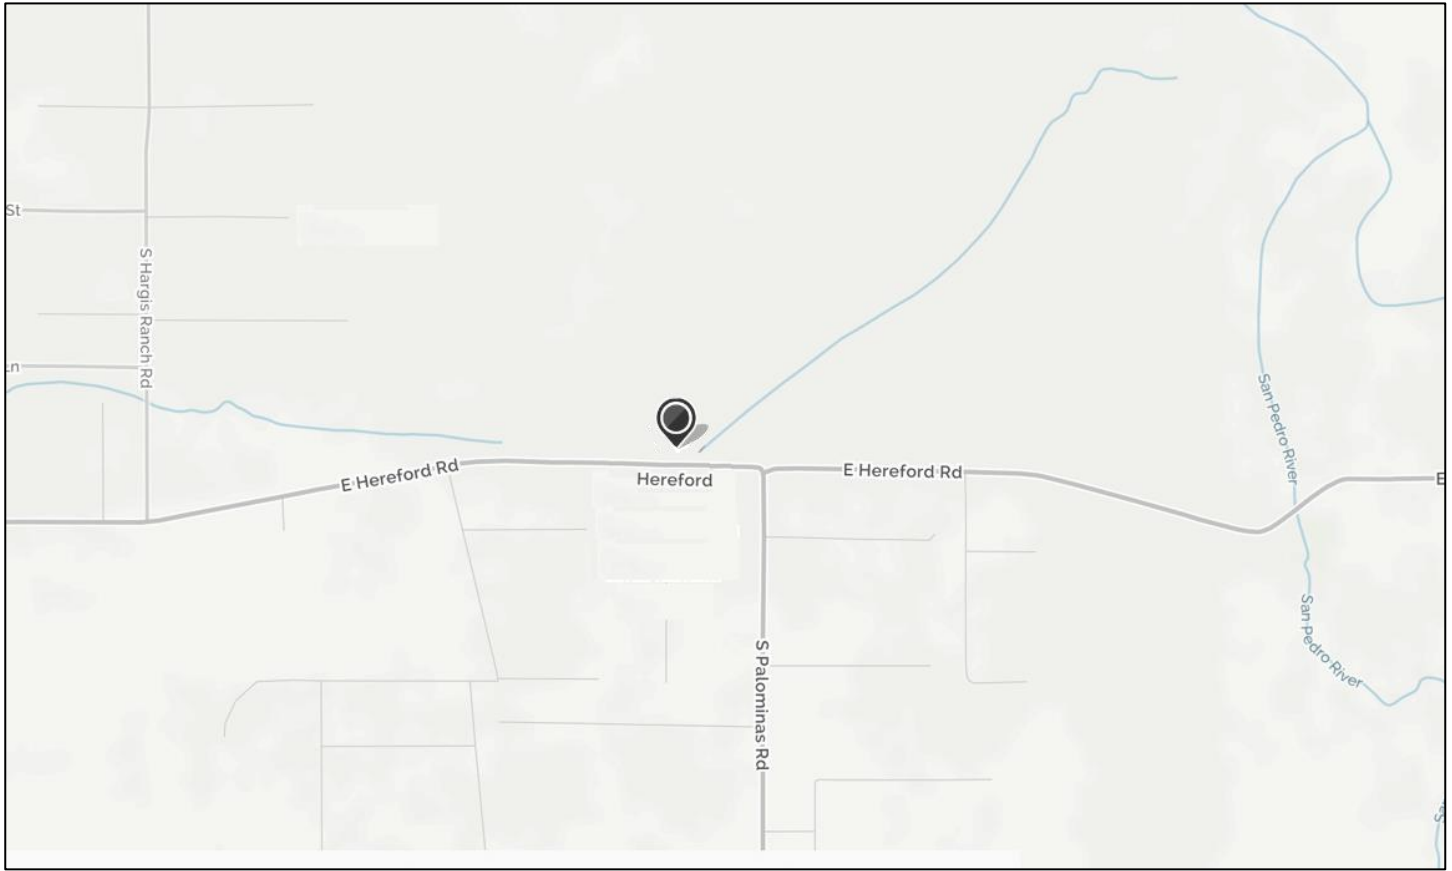 St
S Hargis Ranch Rd
Ln
San Pedro River
E Hereford Rd
Hereford
E Hereford Rd
E
San Pedro River
S Palominas Rd